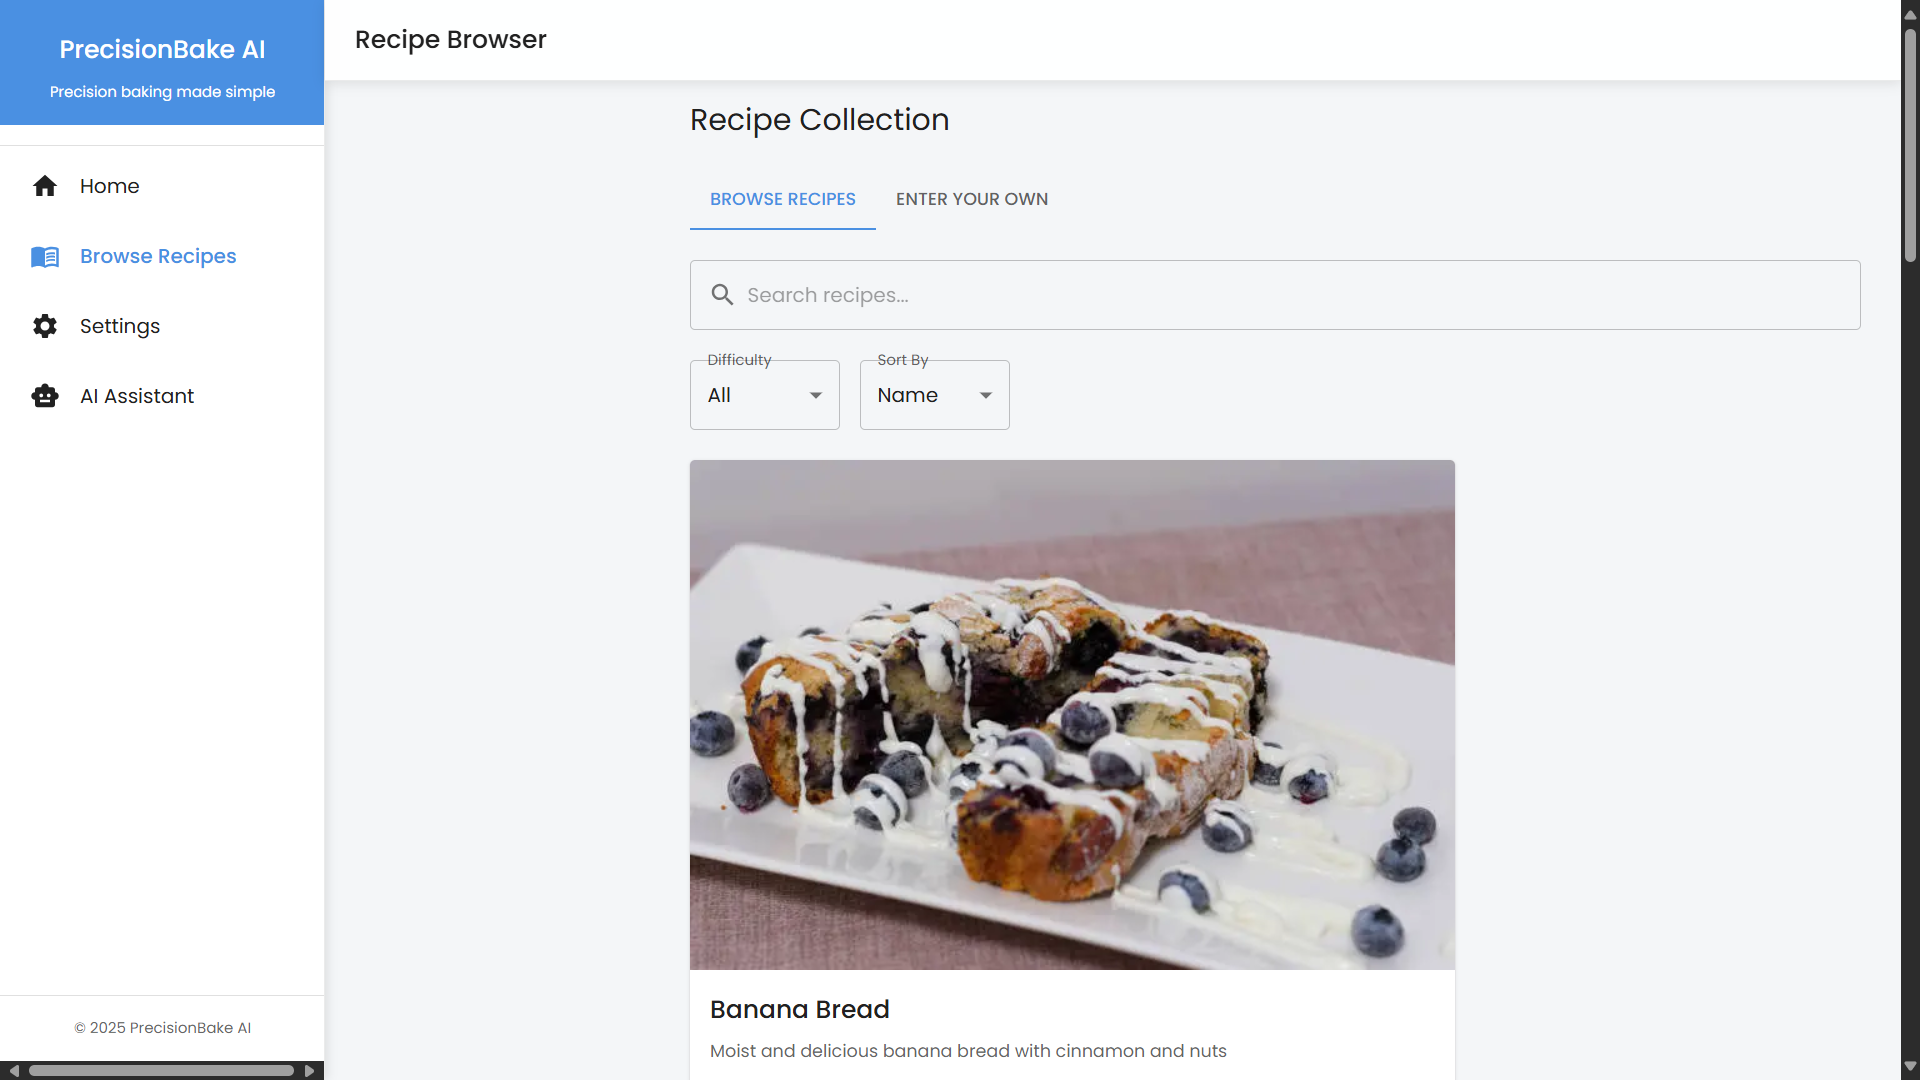 PrecisionBake AI
Precision baking made simple
Home
Browse Recipes
Settings
AI Assistant
© 2025 PrecisionBake AI
Recipe Browser
Recipe Collection
BROWSE RECIPES
ENTER YOUR OWN
Search recipes...
Difficulty
All
Sort By
Name
Banana Bread
Moist and delicious banana bread with cinnamon and nuts